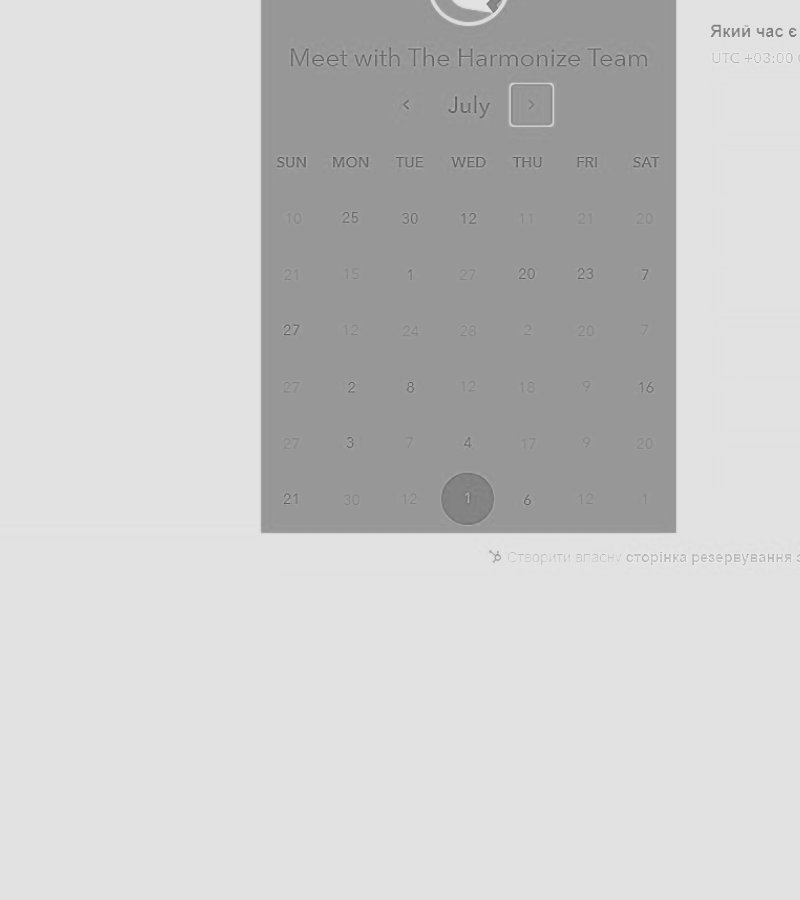 Який час є
UTC +03:00
Meet with The Harmonize Team
July
SUN MON TUE WED THU FRI SAT
10 25 30 12 11 21 20
21 15 1 27 20 23 7
27 12 24 28 2 20 7
27 2 8 12 18 9 16
27 3 7 4 17 9 20
21 30 12 1 6 12 1
Створити власну сторінка резервування